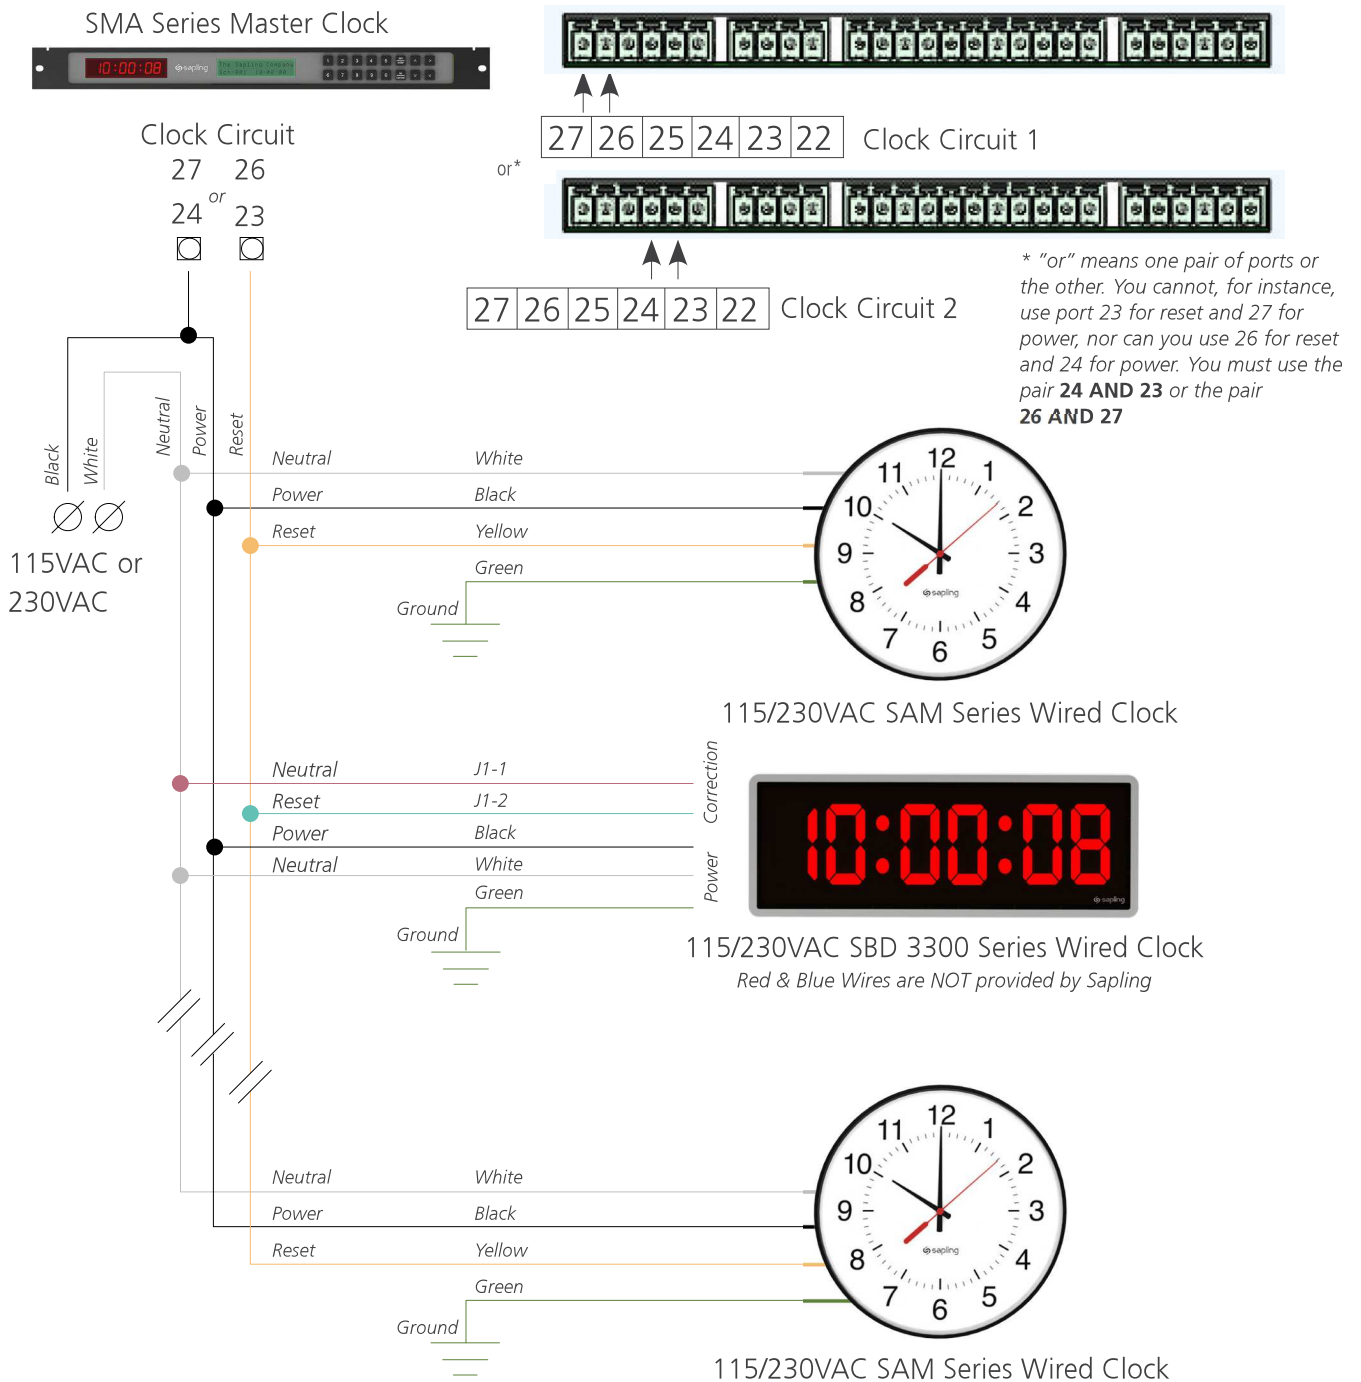 SMA Series Master Clock
10:00:08
sapling
The Sapling Company
Clock Circuit
27 26
or
24 23
27 26 25 24 23 22
Clock Circuit 1
or*
27 26 25 24 23 22
Clock Circuit 2
* "or" means one pair of ports or
the other. You cannot, for instance,
use port 23 for reset and 27 for
power, nor can you use 26 for reset
and 24 for power. You must use the
pair 24 AND 23 or the pair
26 AND 27
Black
White
Neutral
Power
Reset
115VAC or
230VAC
Neutral White
Power Black
Reset Yellow
Green
Ground
12
11 1
10 2
9 3
8 4
7 5
6
sapling
115/230VAC SAM Series Wired Clock
Neutral J1-1
Reset J1-2
Power Black
Neutral White
Green
Ground
Correction
Power
10:00:08
sapling
115/230VAC SBD 3300 Series Wired Clock
Red & Blue Wires are NOT provided by Sapling
Neutral White
Power Black
Reset Yellow
Green
Ground
12
11 1
10 2
9 3
8 4
7 5
6
sapling
115/230VAC SAM Series Wired Clock